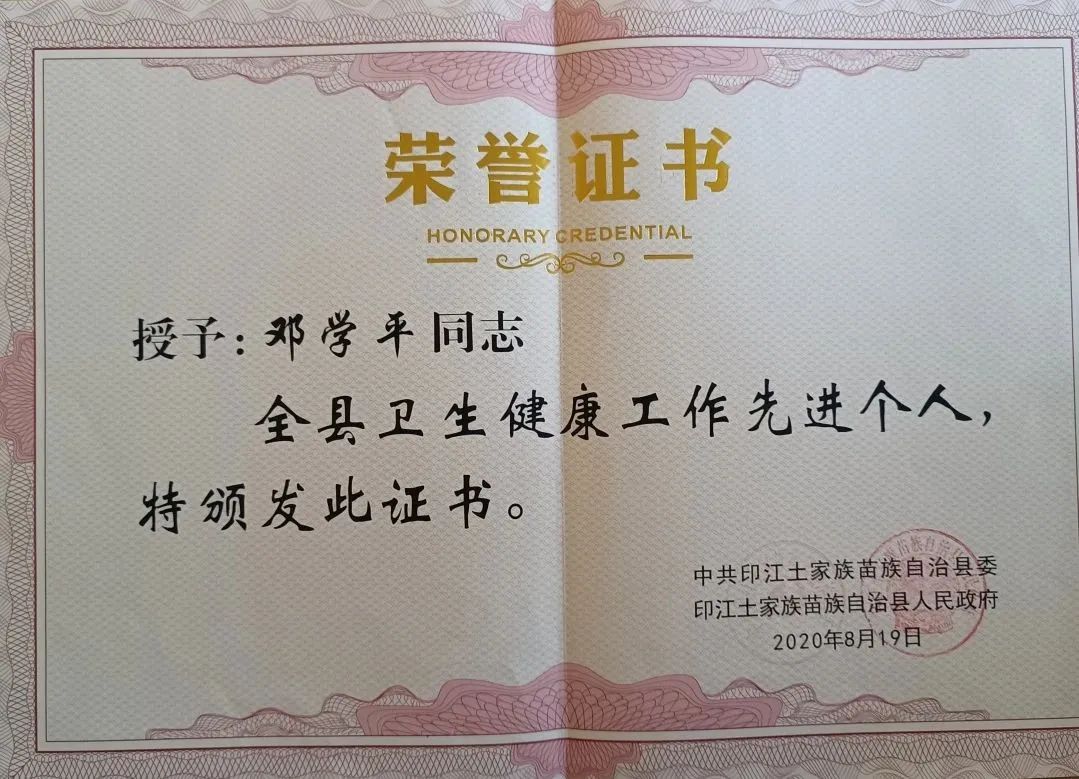 荣誉证书
HONORARY CREDENTIAL
授予:邓学平同志
全县卫生健康工作先进个人,
特颁发此证书。
中共印江土家族苗族自治县委
印江土家族苗族自治县人民政府
2020年8月19日